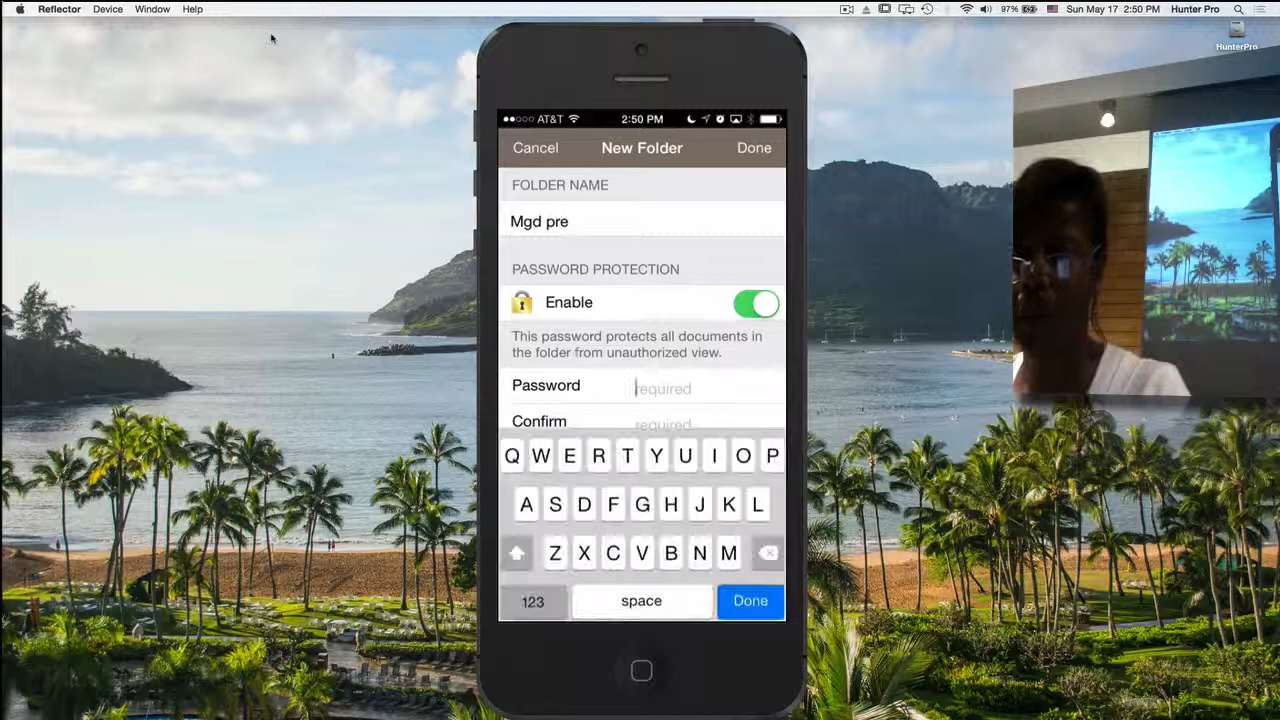 Reflector Device Window Help 97% Sun May 17 2:50 PM Hunter Pro
HunterPro
AT&T 2:50 PM
Cancel New Folder Done
FOLDER NAME
Mgd pre
PASSWORD PROTECTION
Enable
This password protects all documents in
the folder from unauthorized view.
Password required
Confirm required
Q W E R T Y U I O P
A S D F G H J K L
Z X C V B N M
123 space Done